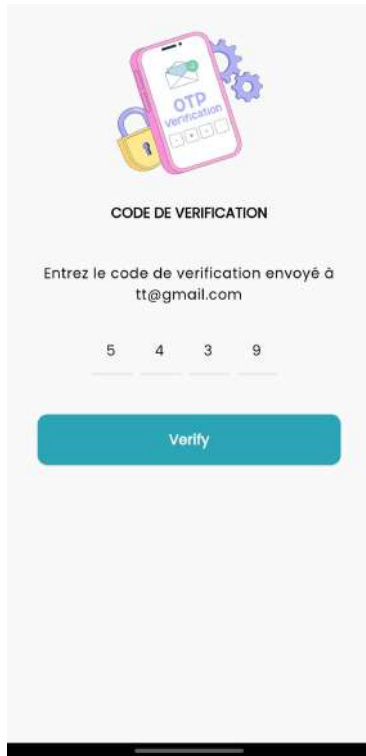 OTP
Verification
CODE DE VERIFICATION
Entrez le code de verification envoyé à
tt@gmail.com
5 4 3 9
Verify